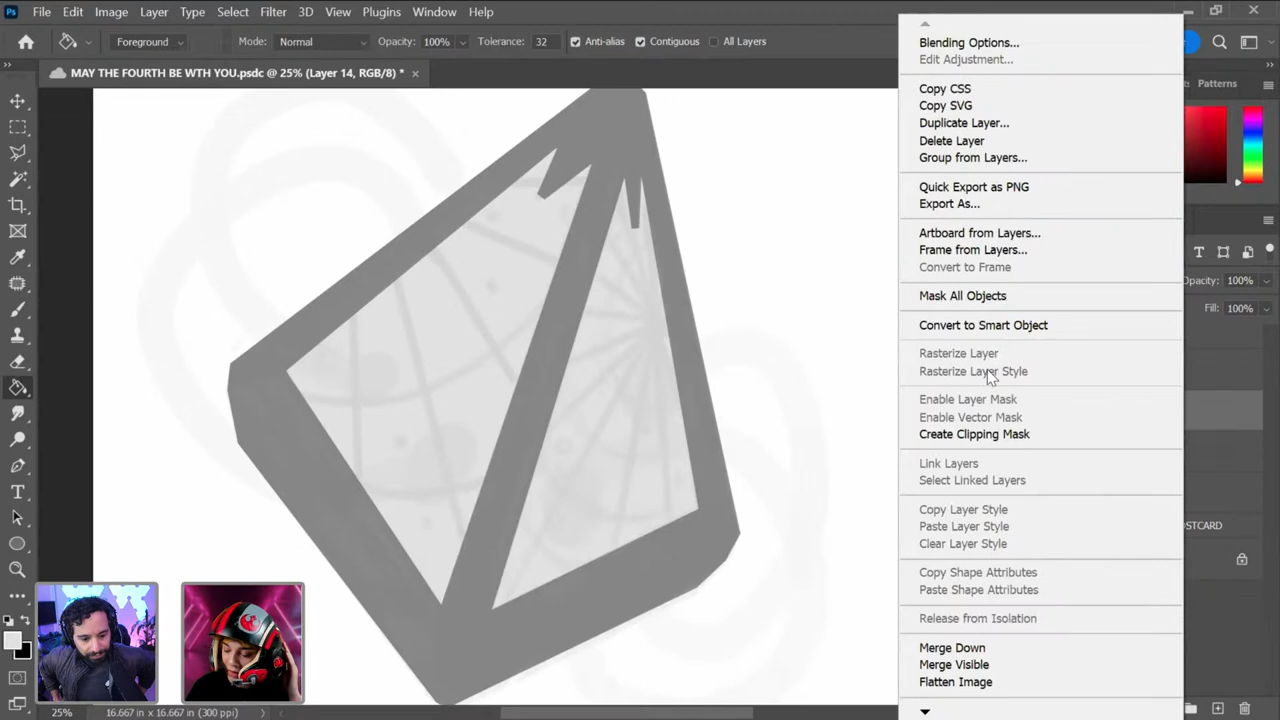 Ps File Edit Image Layer Type Select Filter 3D View Plugins Window Help
Foreground Mode: Normal Opacity: 100% Tolerance: 32 Anti-alias Contiguous All Layers
MAY THE FOURTH BE WTH YOU.psdc @ 25% (Layer 14, RGB/8) *
Patterns
Blending Options...
Edit Adjustment...
Copy CSS
Copy SVG
Duplicate Layer...
Delete Layer
Group from Layers...
Quick Export as PNG
Export As...
Artboard from Layers...
Frame from Layers...
Convert to Frame
Mask All Objects
Convert to Smart Object
Rasterize Layer
Rasterize Layer Style
Enable Layer Mask
Enable Vector Mask
Create Clipping Mask
Link Layers
Select Linked Layers
Copy Layer Style
Paste Layer Style
Clear Layer Style
Copy Shape Attributes
Paste Shape Attributes
Release from Isolation
Merge Down
Merge Visible
Flatten Image
Opacity: 100%
Fill: 100%
OSTCARD
25% 16.667 in x 16.667 in (300 ppi)